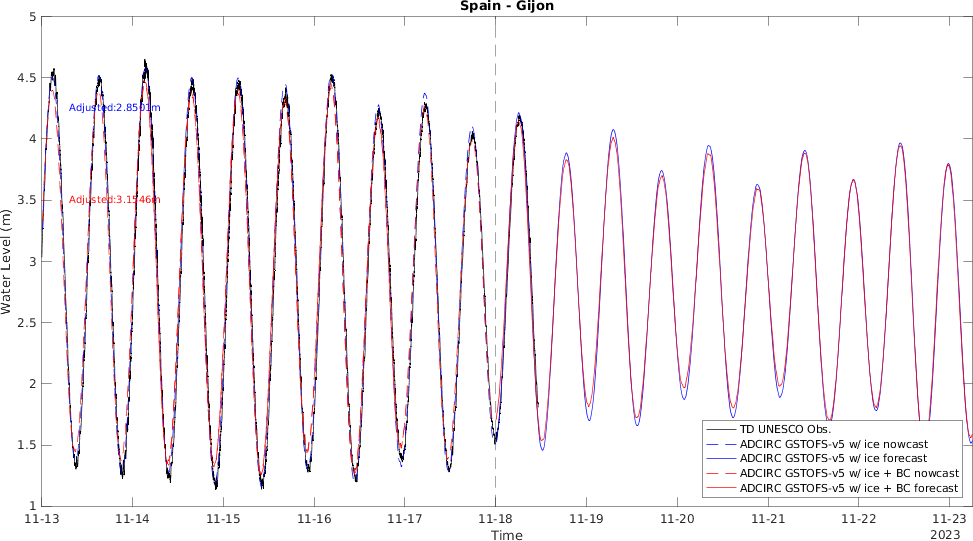 Spain - Gijon
5
4.5
4
3.5
3
2.5
2
1.5
1
Water Level (m)
Adjusted:2.8501m
Adjusted:3.1546m
TD UNESCO Obs.
ADCIRC GSTOFS-v5 w/ ice nowcast
ADCIRC GSTOFS-v5 w/ ice forecast
ADCIRC GSTOFS-v5 w/ ice + BC nowcast
ADCIRC GSTOFS-v5 w/ ice + BC forecast
11-13 11-14 11-15 11-16 11-17 11-18 11-19 11-20 11-21 11-22 11-23
Time
2023